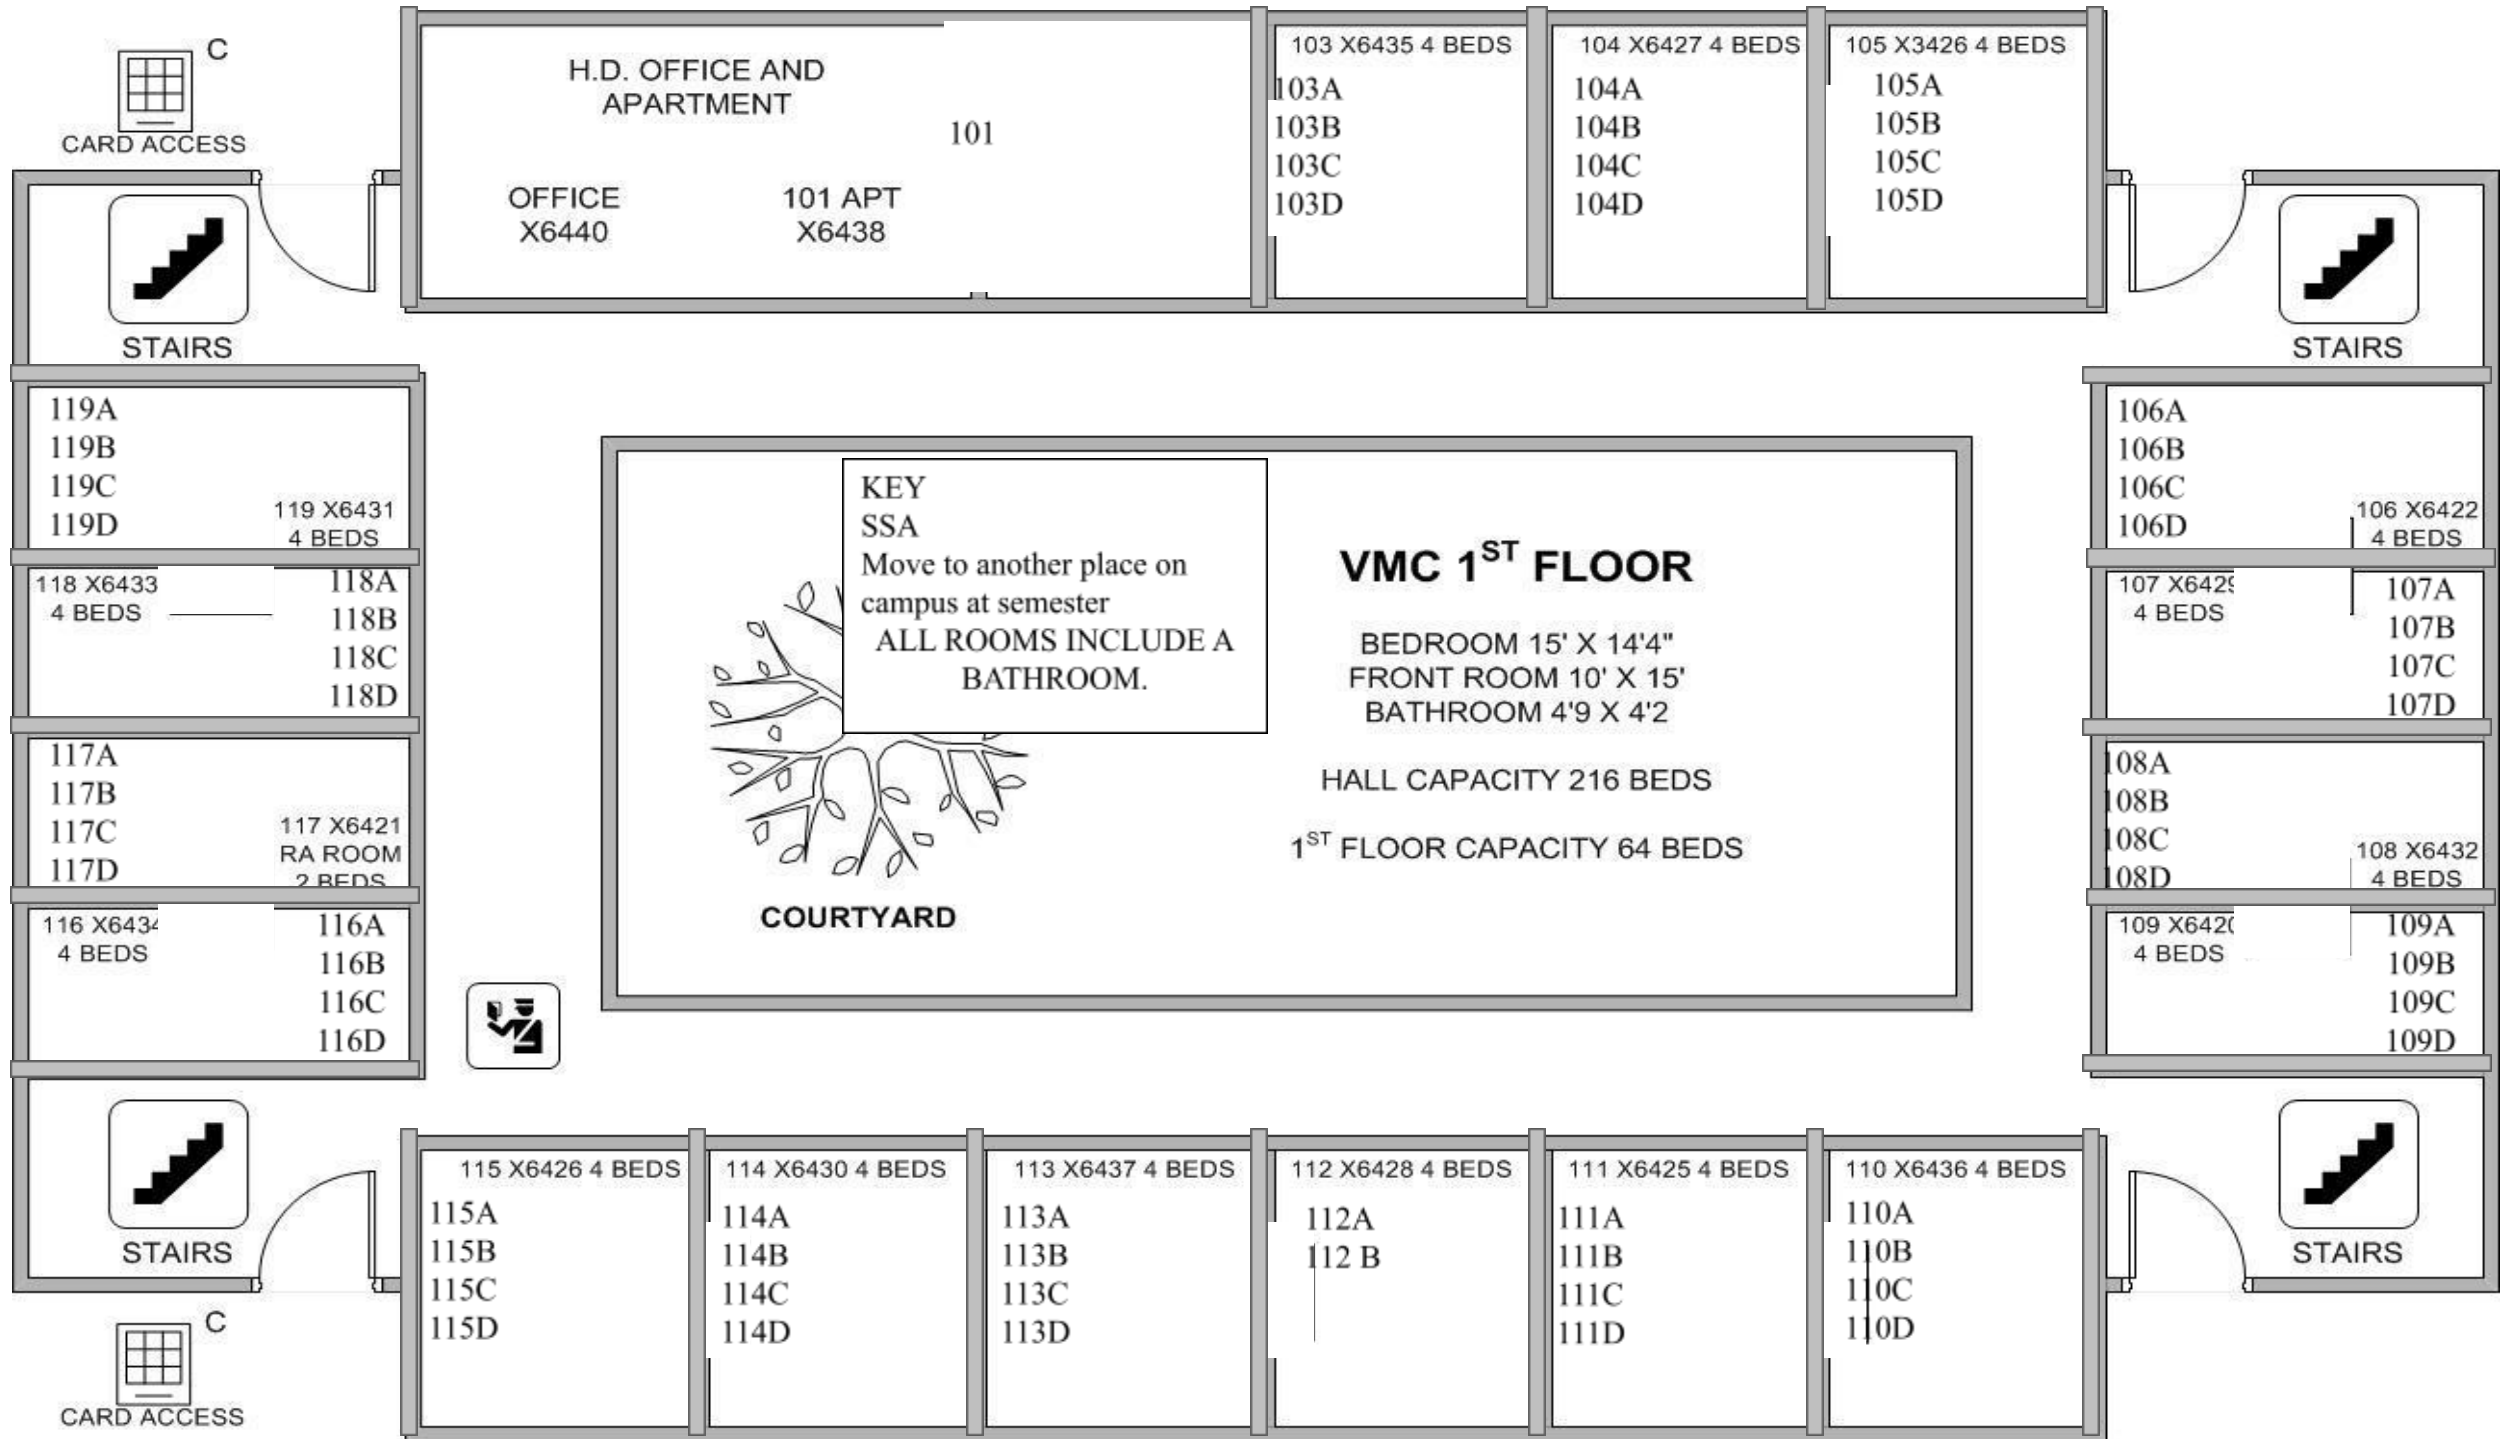 C
CARD ACCESS
H.D. OFFICE AND
APARTMENT
101
OFFICE
X6440
101 APT
X6438
103 X6435 4 BEDS
103A
103B
103C
103D
104 X6427 4 BEDS
104A
104B
104C
104D
105 X3426 4 BEDS
105A
105B
105C
105D
STAIRS
STAIRS
119A
119B
119C
119D
119 X6431
4 BEDS
118 X6433
4 BEDS
118A
118B
118C
118D
117A
117B
117C
117D
117 X6421
RA ROOM
2 BEDS
116 X6434
4 BEDS
116A
116B
116C
116D
KEY
SSA
Move to another place on
campus at semester
ALL ROOMS INCLUDE A
BATHROOM.
COURTYARD
VMC 1ST FLOOR
BEDROOM 15' X 14'4"
FRONT ROOM 10' X 15'
BATHROOM 4'9 X 4'2
HALL CAPACITY 216 BEDS
1ST FLOOR CAPACITY 64 BEDS
106A
106B
106C
106D
106 X6422
4 BEDS
107 X6429
4 BEDS
107A
107B
107C
107D
108A
108B
108C
108D
108 X6432
4 BEDS
109 X6420
4 BEDS
109A
109B
109C
109D
STAIRS
C
CARD ACCESS
115 X6426 4 BEDS
115A
115B
115C
115D
114 X6430 4 BEDS
114A
114B
114C
114D
113 X6437 4 BEDS
113A
113B
113C
113D
112 X6428 4 BEDS
112A
112 B
111 X6425 4 BEDS
111A
111B
111C
111D
110 X6436 4 BEDS
110A
110B
110C
110D
STAIRS